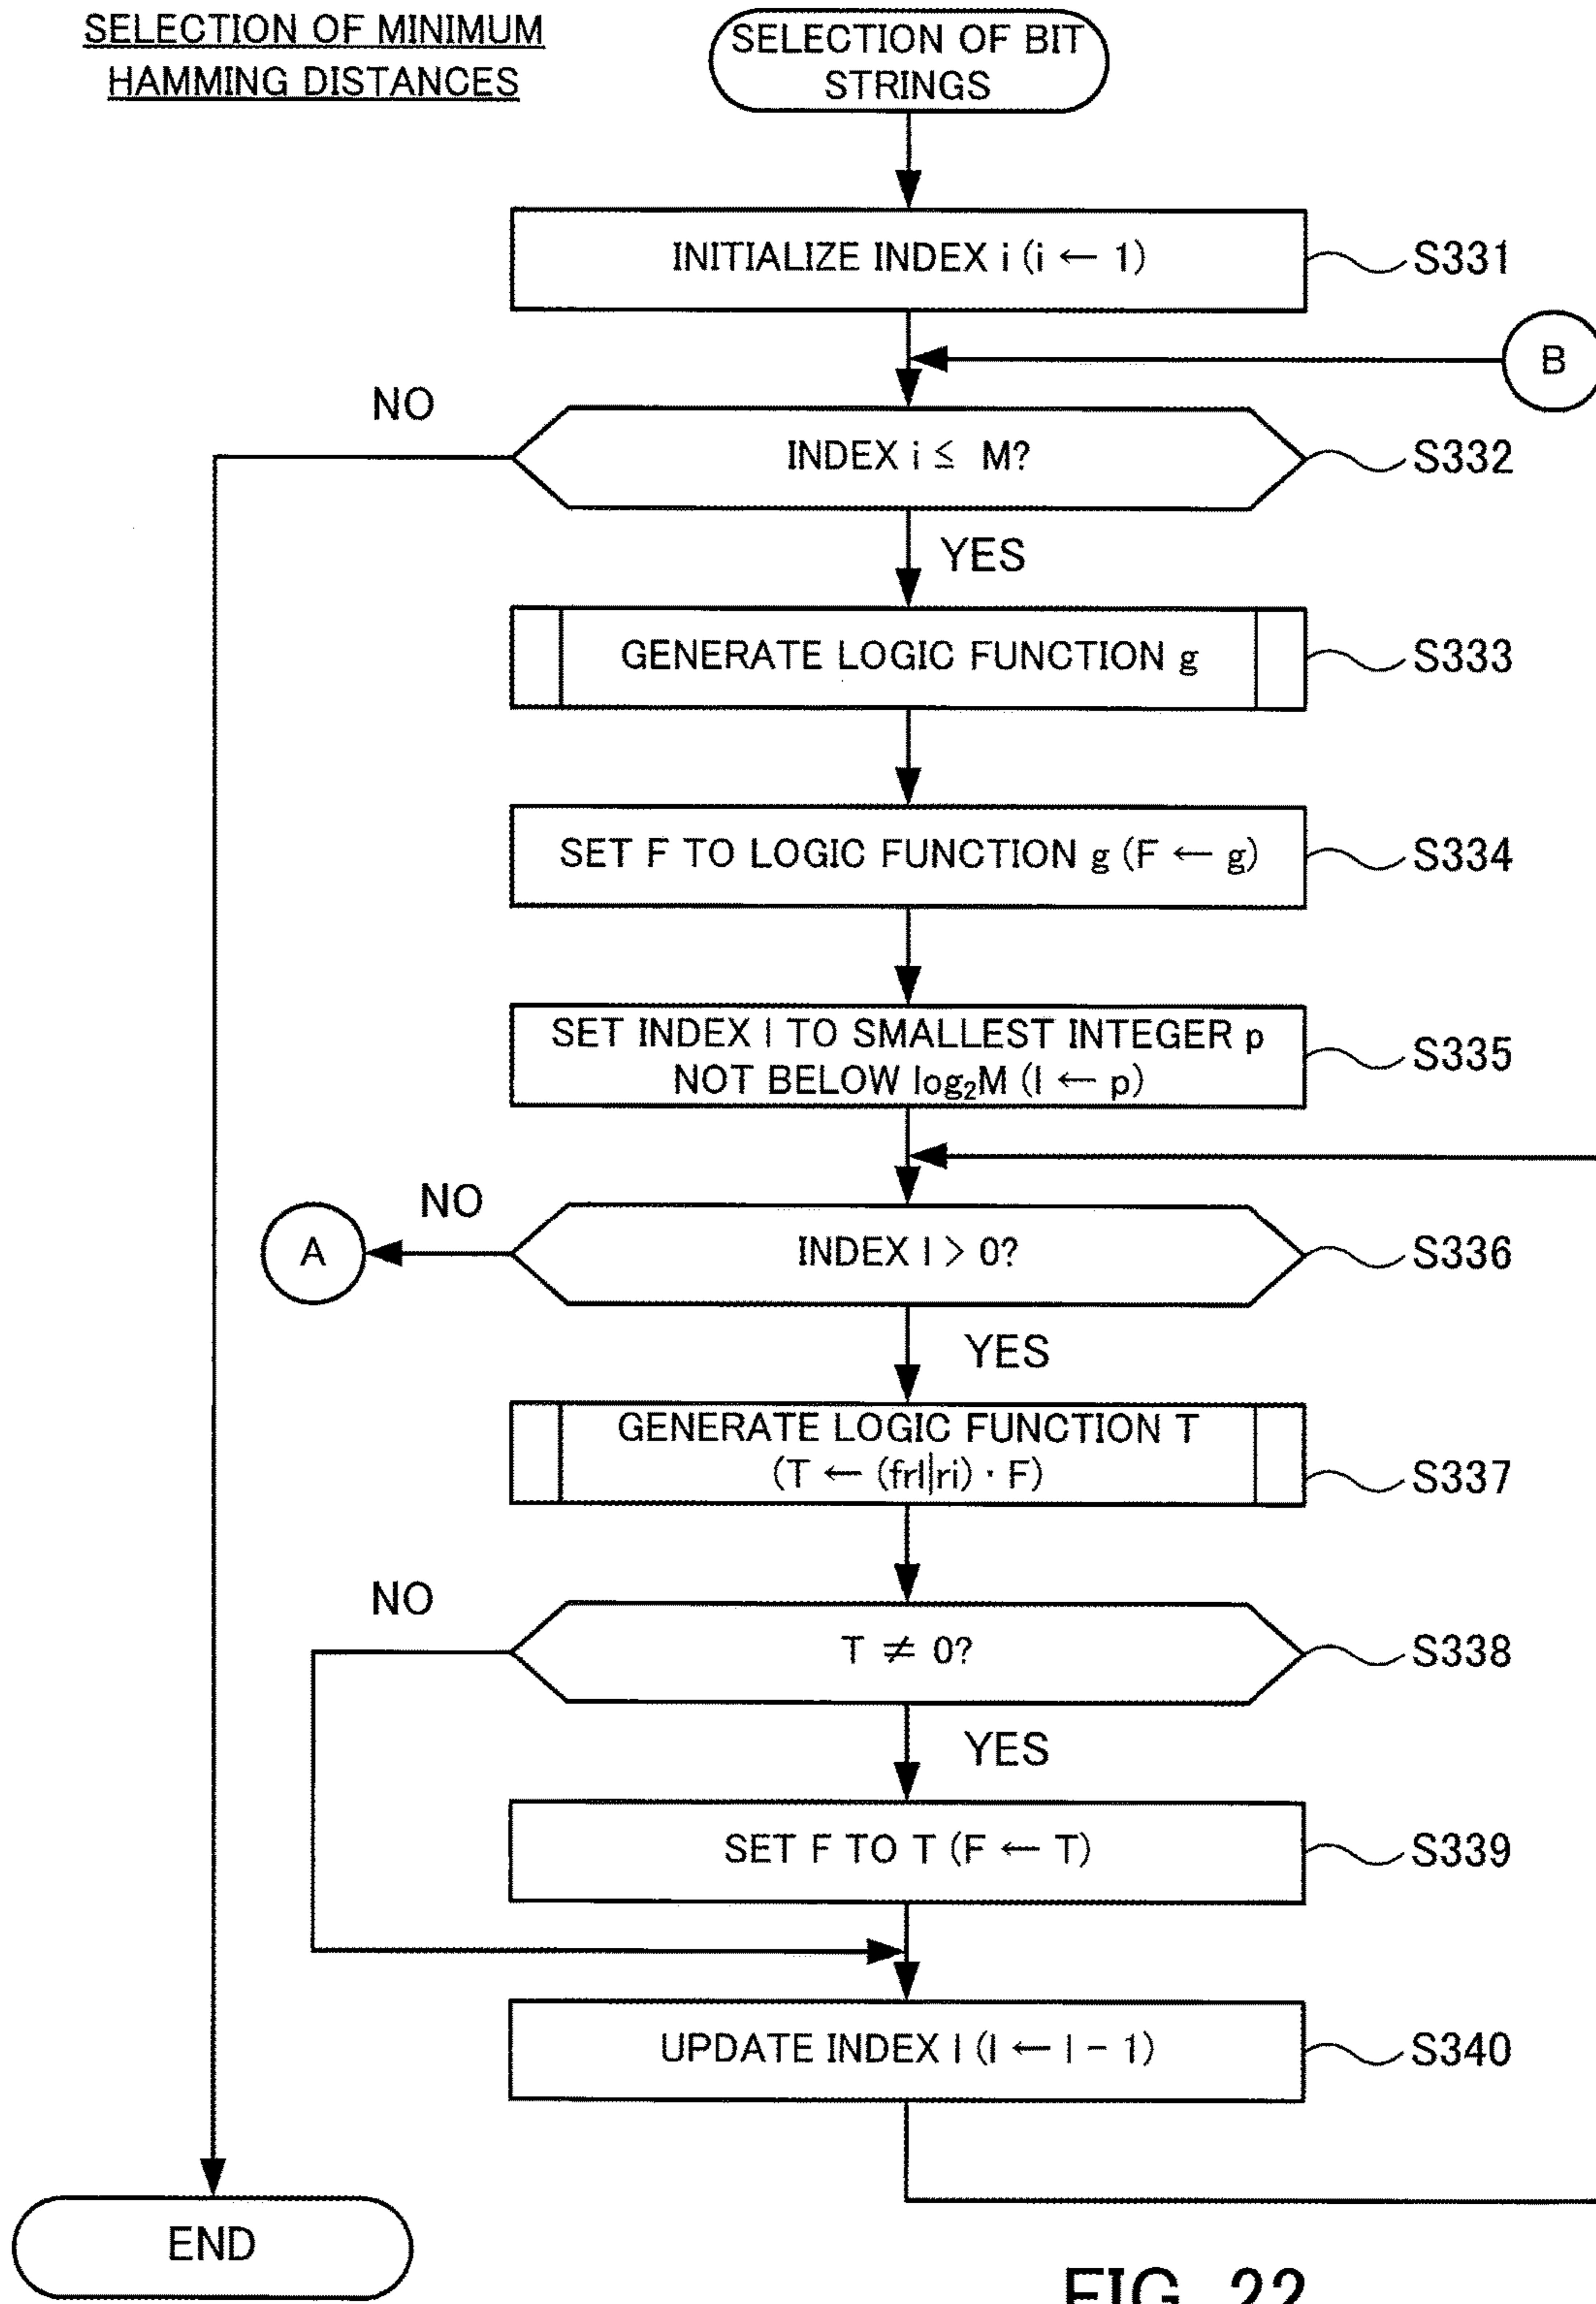 SELECTION OF MINIMUM
HAMMING DISTANCES
SELECTION OF BIT
STRINGS
INITIALIZE INDEX i (i ← 1)
S331
B
NO
INDEX i ≦ M?
S332
YES
GENERATE LOGIC FUNCTION g
S333
SET F TO LOGIC FUNCTION g (F ← g)
S334
SET INDEX l TO SMALLEST INTEGER p
NOT BELOW log₂M (l ← p)
S335
NO
A
INDEX l > 0?
S336
YES
GENERATE LOGIC FUNCTION T
(T ← (frl|ri) · F)
S337
NO
T ≠ 0?
S338
YES
SET F TO T (F ← T)
S339
UPDATE INDEX l (l ← l - 1)
S340
END
FIG. 22